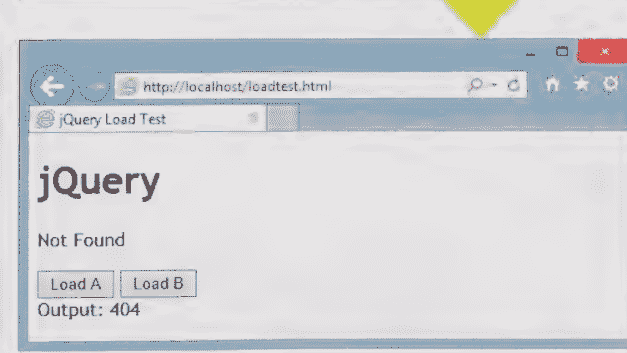 http://localhost/loadtest.html
jQuery Load Test
jQuery
Not Found
Load A Load B
Output: 404